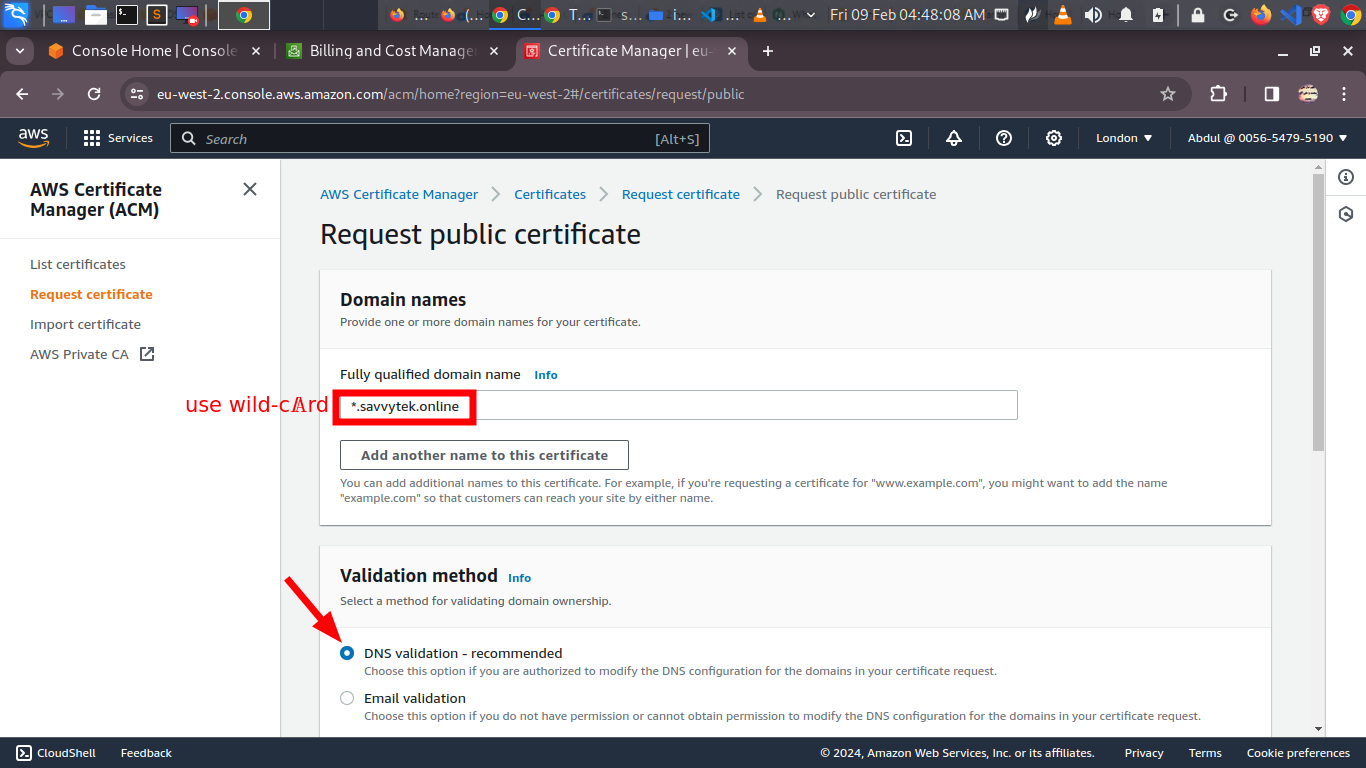 Fri 09 Feb 04:48:08 AM
Console Home | Console
Billing and Cost Manage
Certificate Manager | eu-
eu-west-2.console.aws.amazon.com/acm/home?region=eu-west-2#/certificates/request/public
aws
Services
Search
[Alt+S]
London
Abdul @ 0056-5479-5190
AWS Certificate
Manager (ACM)
List certificates
Request certificate
Import certificate
AWS Private CA
AWS Certificate Manager
Certificates
Request certificate
Request public certificate
Request public certificate
Domain names
Provide one or more domain names for your certificate.
Fully qualified domain name Info
use wild-c𝔸rd
*.savvytek.online
Add another name to this certificate
You can add additional names to this certificate. For example, if you're requesting a certificate for "www.example.com", you might want to add the name
"example.com" so that customers can reach your site by either name.
Validation method Info
Select a method for validating domain ownership.
DNS validation - recommended
Choose this option if you are authorized to modify the DNS configuration for the domains in your certificate request.
Email validation
Choose this option if you do not have permission or cannot obtain permission to modify the DNS configuration for the domains in your certificate request.
CloudShell
Feedback
© 2024, Amazon Web Services, Inc. or its affiliates.
Privacy
Terms
Cookie preferences